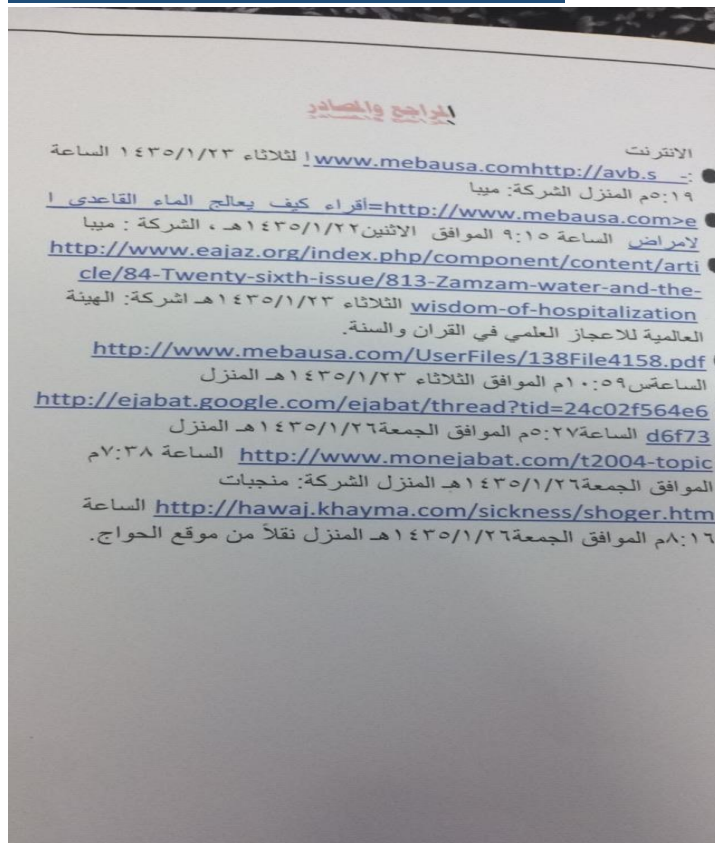 المراجع والمصادر
الانترنت
:- www.mebausa.comhttp://avb.s ا لثلاثاء ١٤٣٥/١/٢٣ الساعة
٥:١٩م المنزل الشركة: ميبا
http://www.mebausa.com>e=أقراء كيف يعالج الماء القاعدي ا
لامراض الساعة ٩:١٥ الموافق الاثنين١٤٣٥/١/٢٢هـ ، الشركة : ميبا
http://www.eajaz.org/index.php/component/content/arti
cle/84-Twenty-sixth-issue/813-Zamzam-water-and-the-
wisdom-of-hospitalization الثلاثاء ١٤٣٥/١/٢٣هـ اشركة: الهيئة
العالمية للاعجاز العلمي في القران والسنة.
http://www.mebausa.com/UserFiles/138File4158.pdf
الساعةس١٠:٥٩م الموافق الثلاثاء ١٤٣٥/١/٢٣هـ المنزل
http://ejabat.google.com/ejabat/thread?tid=24c02f564e6
d6f73 الساعة٥:٢٧م الموافق الجمعة١٤٣٥/١/٢٦هـ المنزل
http://www.monejabat.com/t2004-topic الساعة ٧:٣٨م
الموافق الجمعة١٤٣٥/١/٢٦هـ المنزل الشركة: منجبات
http://hawaj.khayma.com/sickness/shoger.htm الساعة
٨:١٦م الموافق الجمعة١٤٣٥/١/٢٦هـ المنزل نقلاً من موقع الحواج.